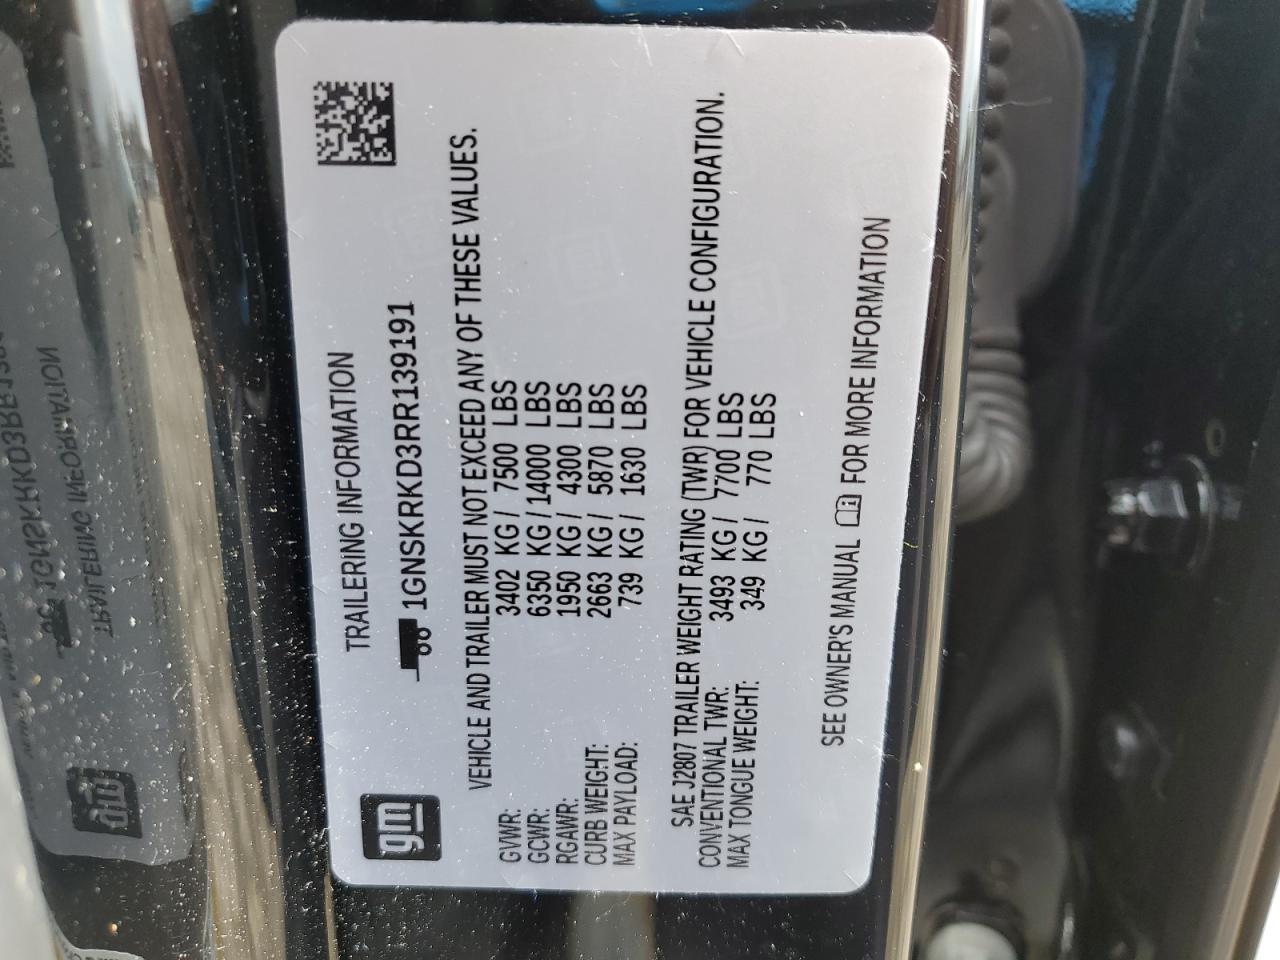 gm
TRAILERING INFORMATION
1GNSKRKD3RR139191
VEHICLE AND TRAILER MUST NOT EXCEED ANY OF THESE VALUES.
GVWR: 3402 KG / 7500 LBS
GCWR: 6350 KG / 14000 LBS
RGAWR: 1950 KG / 4300 LBS
CURB WEIGHT: 2663 KG / 5870 LBS
MAX PAYLOAD: 739 KG / 1630 LBS
SAE J2807 TRAILER WEIGHT RATING (TWR) FOR VEHICLE CONFIGURATION.
CONVENTIONAL TWR: 3493 KG / 7700 LBS
MAX TONGUE WEIGHT: 349 KG / 770 LBS
SEE OWNER'S MANUAL FOR MORE INFORMATION
gm
TRAILERING INFORMATION